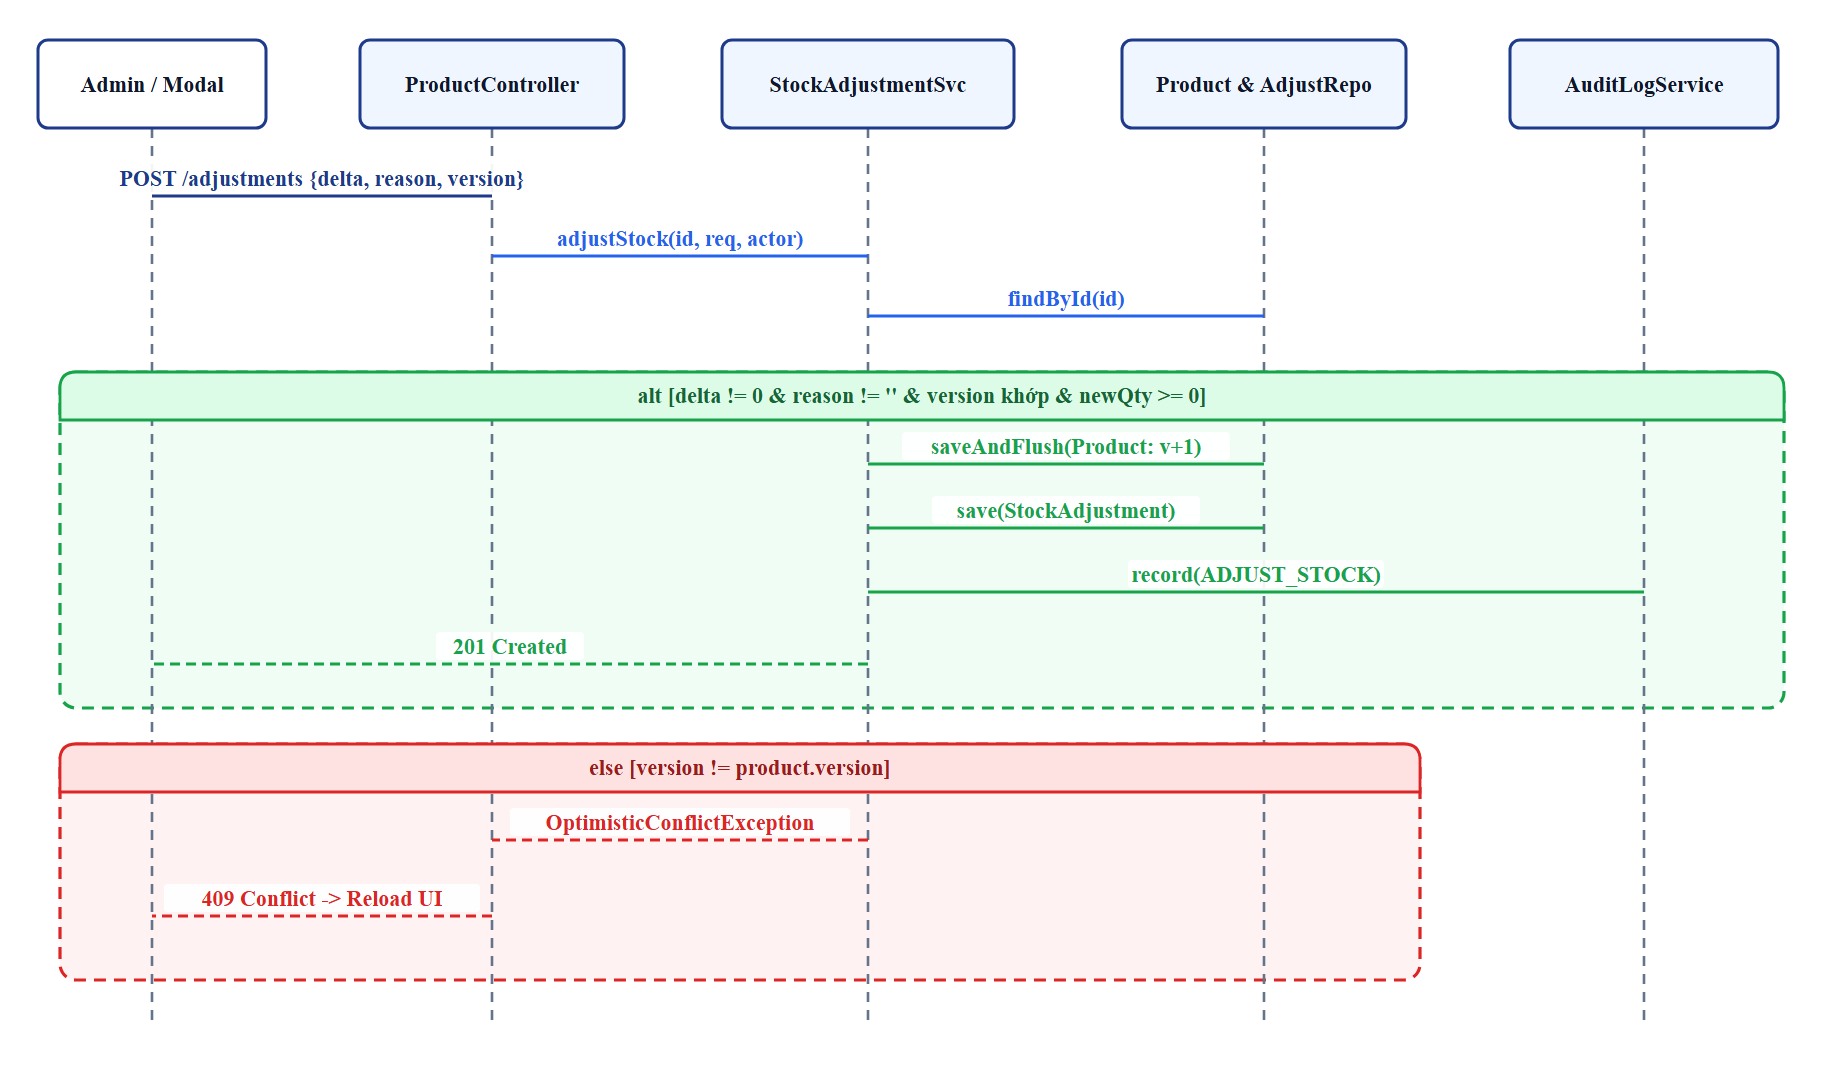 Admin / Modal
ProductController
StockAdjustmentSvc
Product & AdjustRepo
AuditLogService
POST /adjustments {delta, reason, version}
adjustStock(id, req, actor)
findById(id)
alt [delta != 0 & reason != '' & version khớp & newQty >= 0]
saveAndFlush(Product: v+1)
save(StockAdjustment)
record(ADJUST_STOCK)
201 Created
else [version != product.version]
OptimisticConflictException
409 Conflict -> Reload UI